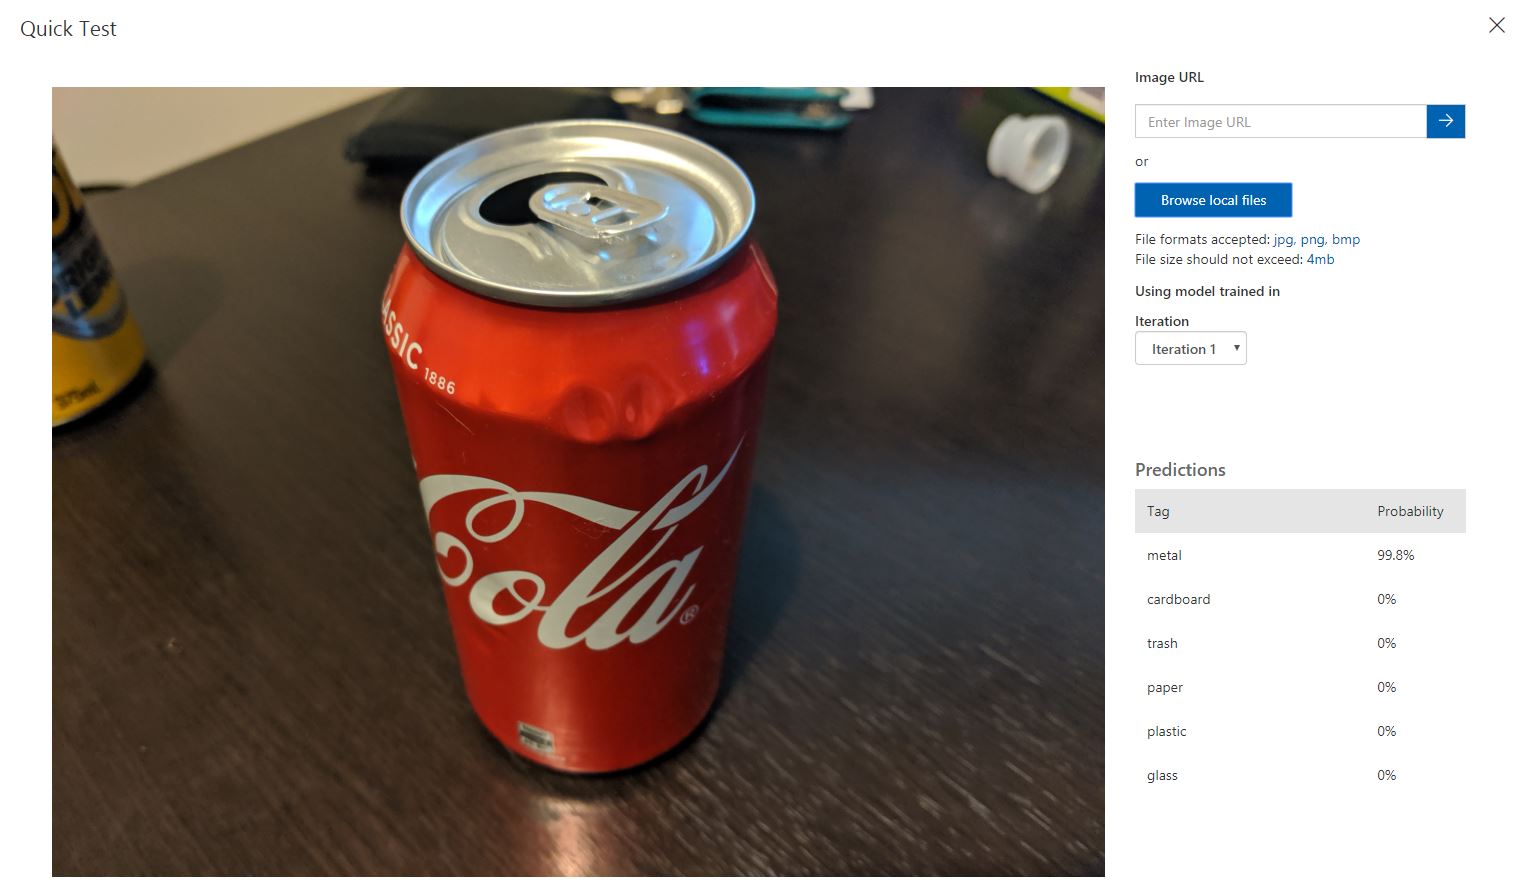 Quick Test
Image URL
Enter Image URL
or
Browse local files
File formats accepted: jpg, png, bmp
File size should not exceed: 4mb
Using model trained in
Iteration
Iteration 1
Predictions
Tag Probability
metal 99.8%
cardboard 0%
trash 0%
paper 0%
plastic 0%
glass 0%
ASSIC 1886
Cola®